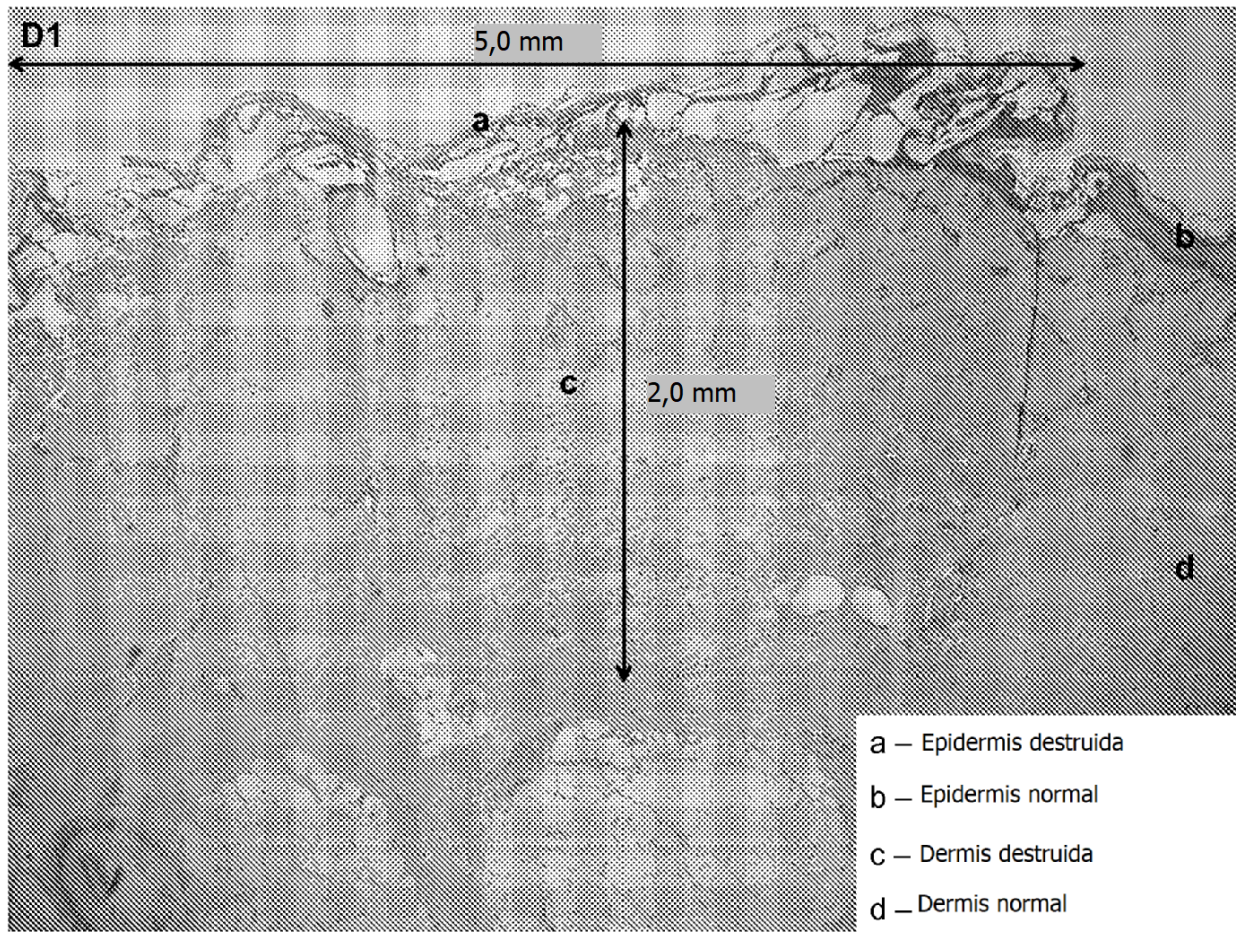 D1
5,0 mm
a
b
c
2,0 mm
d
a – Epidermis destruida
b – Epidermis normal
c – Dermis destruida
d – Dermis normal